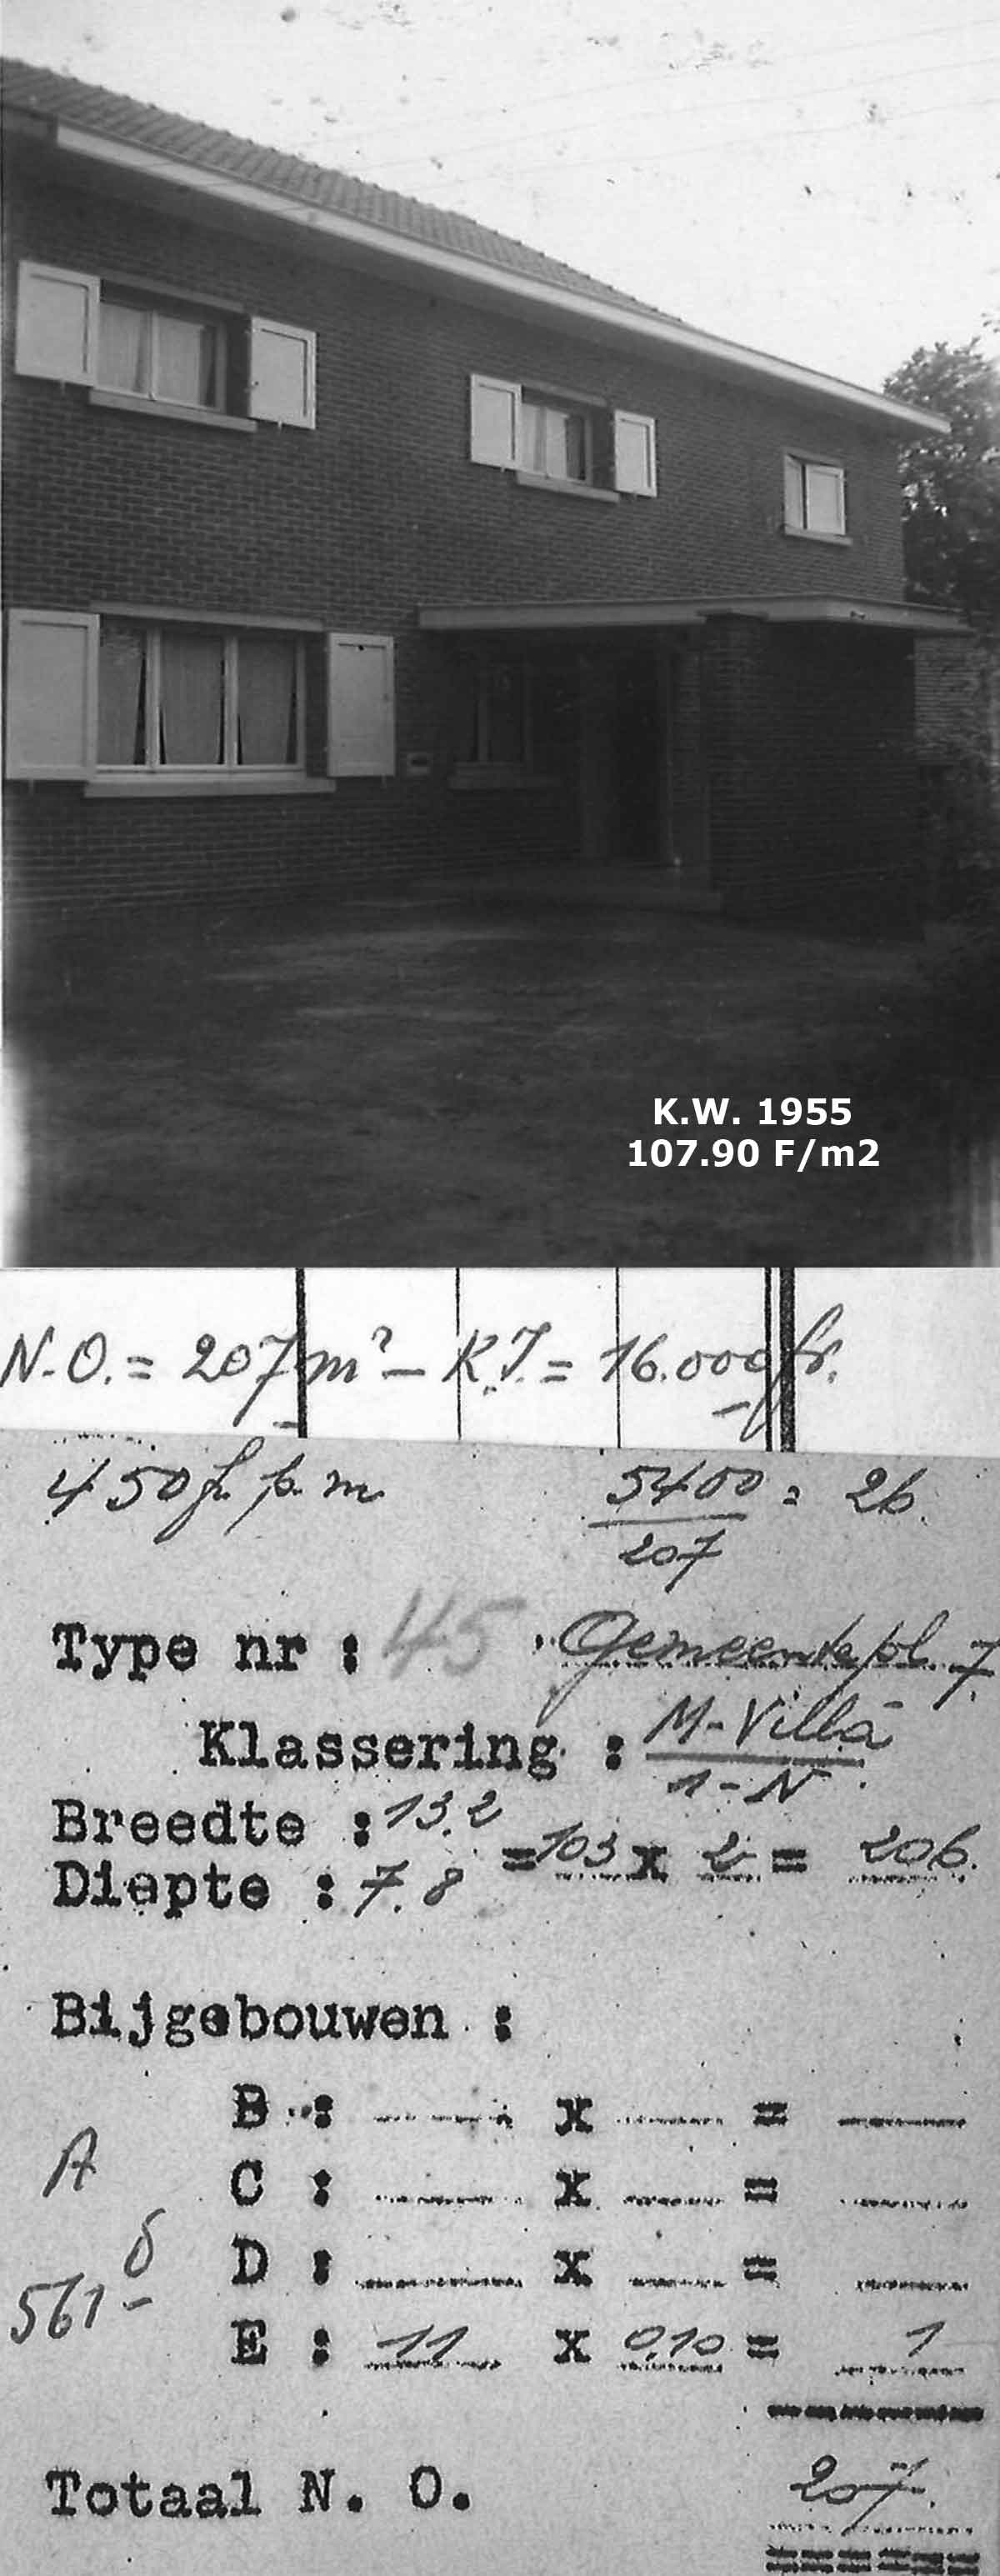 K.W. 1955
107.90 F/m2
N.O. = 207 m² - K.I. = 16.000 fr.
450 fr. p. m
5400 = 26.
207
Type nr : 45 Gemeentepl. 7
Klassering : M-Villa
1-N
Breedte : 13.2
= 103 x 2 = 206.
Diepte : 7.8
Bijgebouwen :
B : x =
A
C : x =
D : x =
561 δ
E : 11 x 0,10 = 1
Totaal N. O. 207.